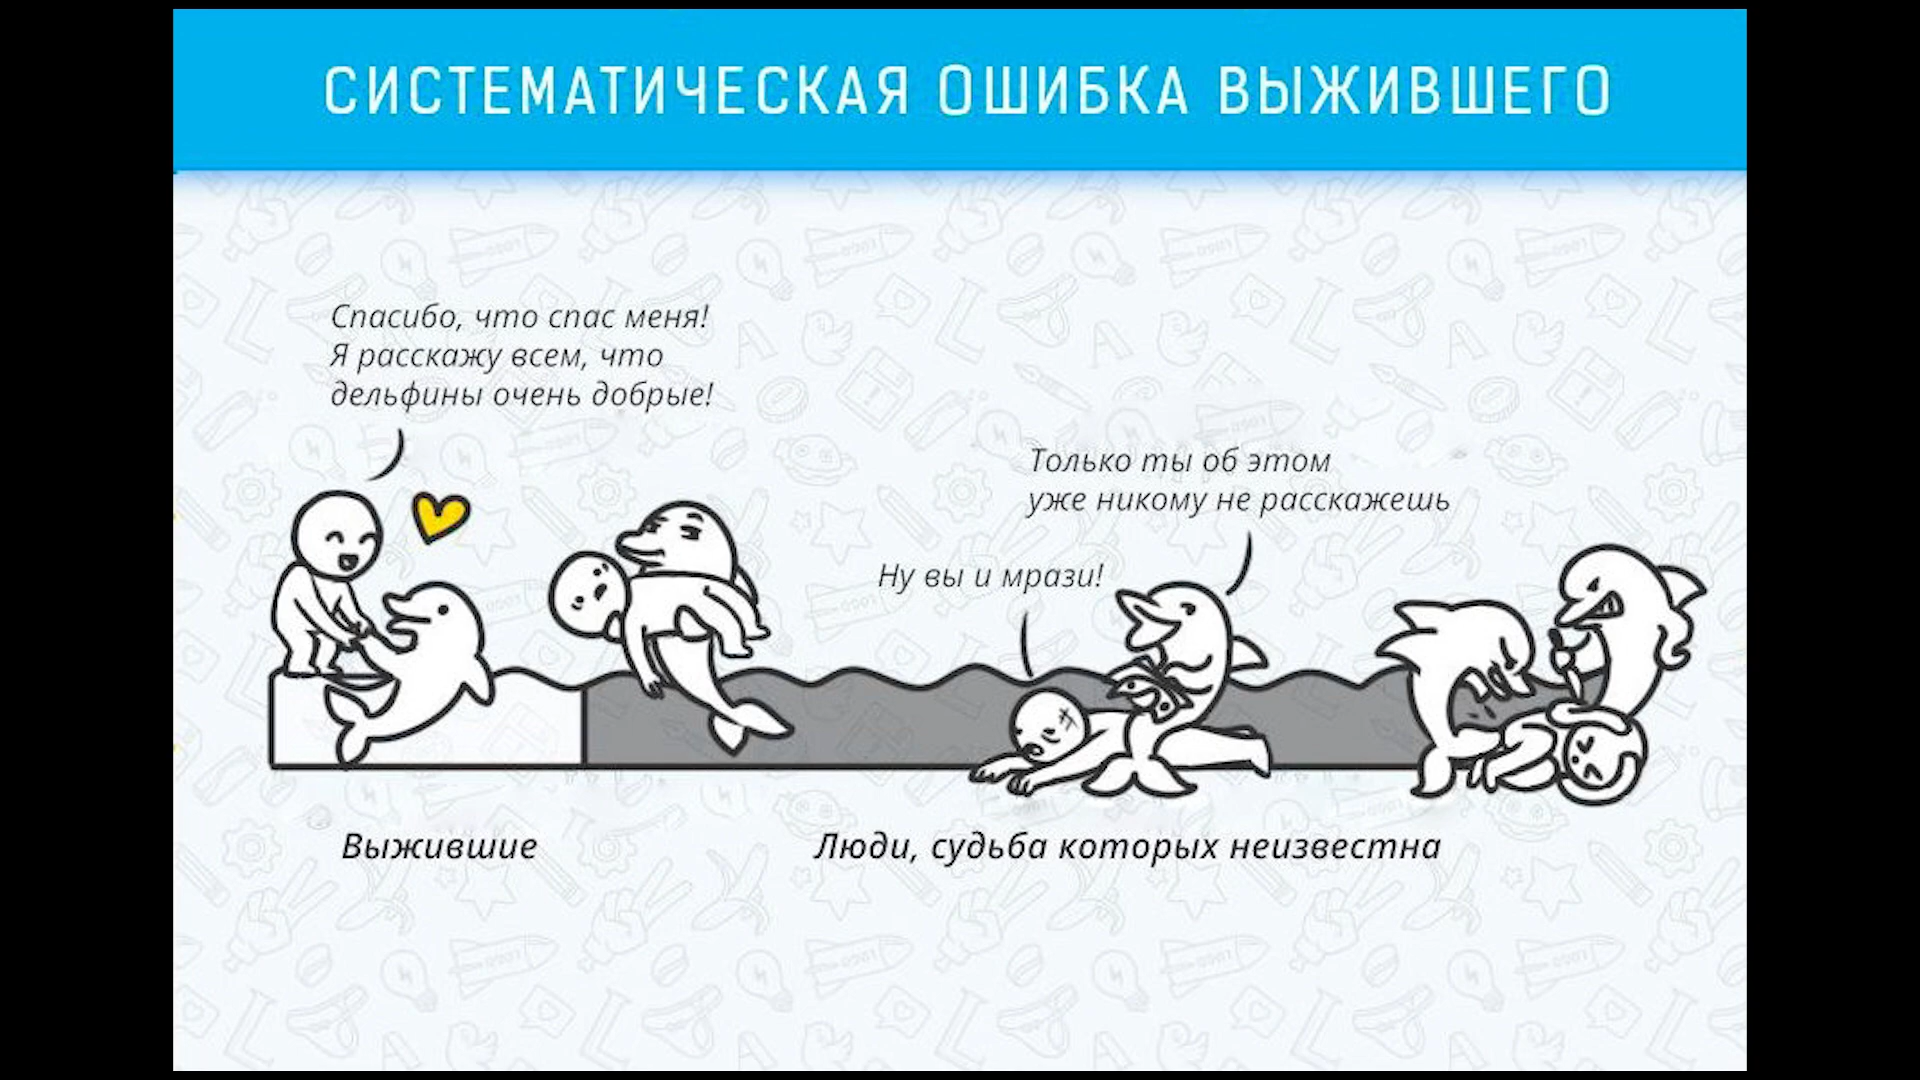 СИСТЕМАТИЧЕСКАЯ ОШИБКА ВЫЖИВШЕГО
Спасибо, что спас меня!
Я расскажу всем, что
дельфины очень добрые!
Только ты об этом
уже никому не расскажешь
Ну вы и мрази!
Выжившие
Люди, судьба которых неизвестна